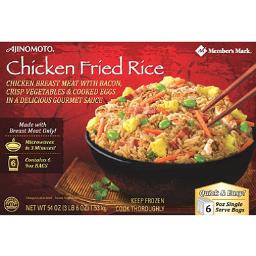 AJINOMOTO.
Member's Mark.
Chicken Fried Rice
CHICKEN BREAST MEAT WITH BACON,
CRISP VEGETABLES & COOKED EGGS
IN A DELICIOUS GOURMET SAUCE
Made with
Breast Meat Only!
Microwaves
in 3 Minutes!
6
Contains 6
9oz BAGS
Quick & Easy!
6
9oz Single
Serve Bags
KEEP FROZEN
COOK THOROUGHLY
NET WT 54 OZ (3 LB 6 OZ) 1.53 kg